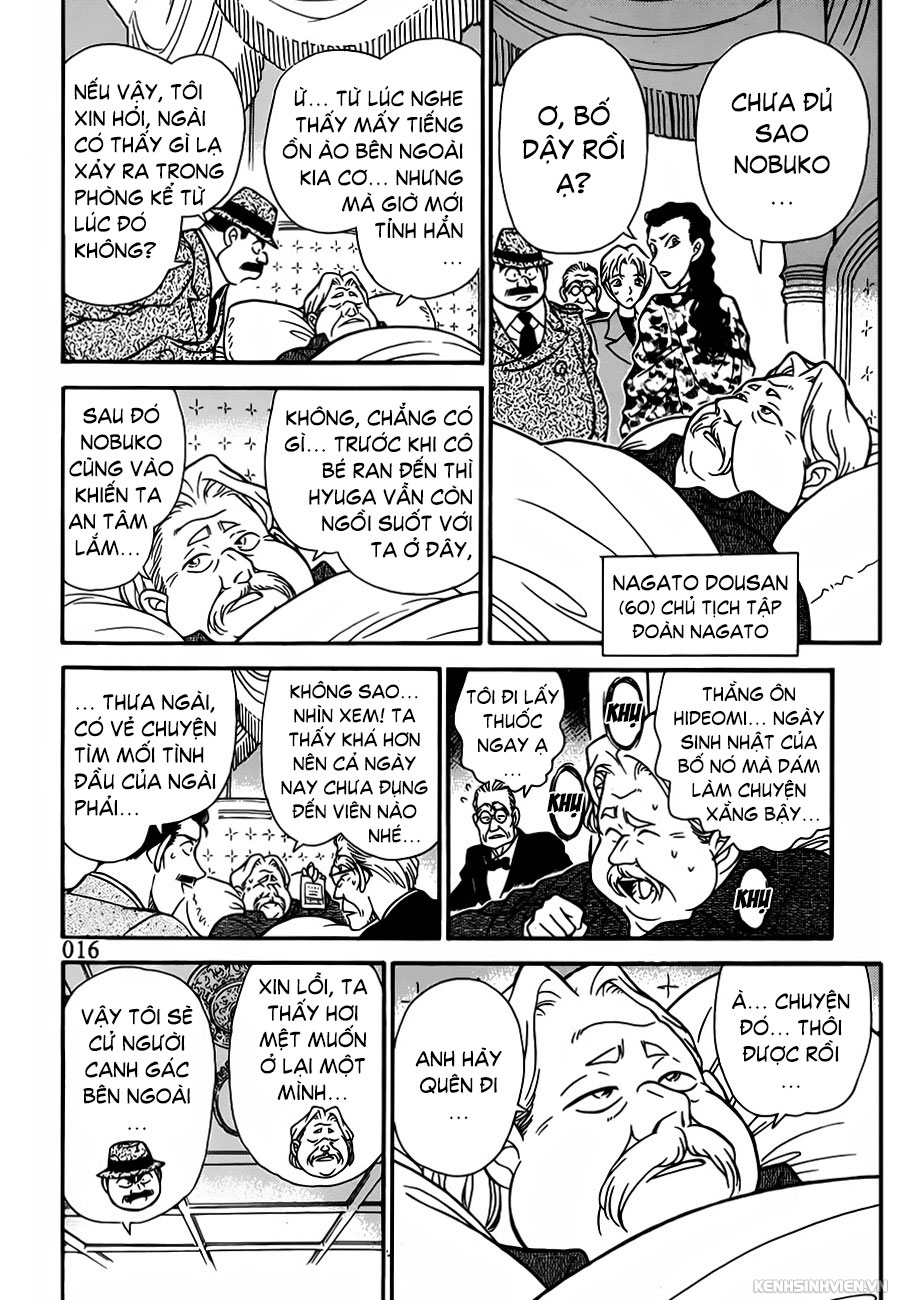 CHƯA ĐỦ
SAO
NOBUKO
...
Ơ, BỐ
DẬY RỒI
Ạ?
NAGATO DOUSAN
(60) CHỦ TỊCH TẬP
ĐOÀN NAGATO
Ừ... TỪ LÚC NGHE
THẤY MẤY TIẾNG
ỒN ÀO BÊN NGOÀI
KIA CƠ... NHƯNG
MÀ GIỜ MỚI
TỈNH HẲN
...
NẾU VẬY, TÔI
XIN HỎI, NGÀI
CÓ THẤY GÌ LẠ
XẢY RA TRONG
PHÒNG KỂ TỪ
LÚC ĐÓ
KHÔNG?
KHÔNG, CHẲNG CÓ
GÌ... TRƯỚC KHI CÔ
BÉ RAN ĐẾN THÌ
HYUGA VẪN CÒN
NGỒI SUỐT VỚI
TA Ở ĐÂY,
SAU ĐÓ
NOBUKO
CŨNG VÀO
KHIẾN TA
AN TÂM
LẮM...
THẰNG ÔN
HIDEOMI... NGÀY
SINH NHẬT CỦA
BỐ NÓ MÀ DÁM
LÀM CHUYỆN
XẰNG BẬY...
KHỤ
KHỤ
KHỤ
TÔI ĐI LẤY
THUỐC
NGAY Ạ
...
KHÔNG SAO...
NHÌN XEM! TA
THẤY KHÁ HƠN
NÊN CẢ NGÀY
NAY CHƯA ĐỤNG
ĐẾN VIÊN NÀO
NHÉ...
... THƯA NGÀI,
CÓ VẺ CHUYỆN
TÌM MỐI TÌNH
ĐẦU CỦA NGÀI
PHẢI...
016
À... CHUYỆN
ĐÓ... THÔI
ĐƯỢC RỒI
ANH HÃY
QUÊN ĐI
...
XIN LỖI, TA
THẤY HƠI
MỆT MUỐN
Ở LẠI MỘT
MÌNH...
VẬY TÔI SẼ
CỬ NGƯỜI
CANH GÁC
BÊN NGOÀI
...
KENHSINHVIEN.VN